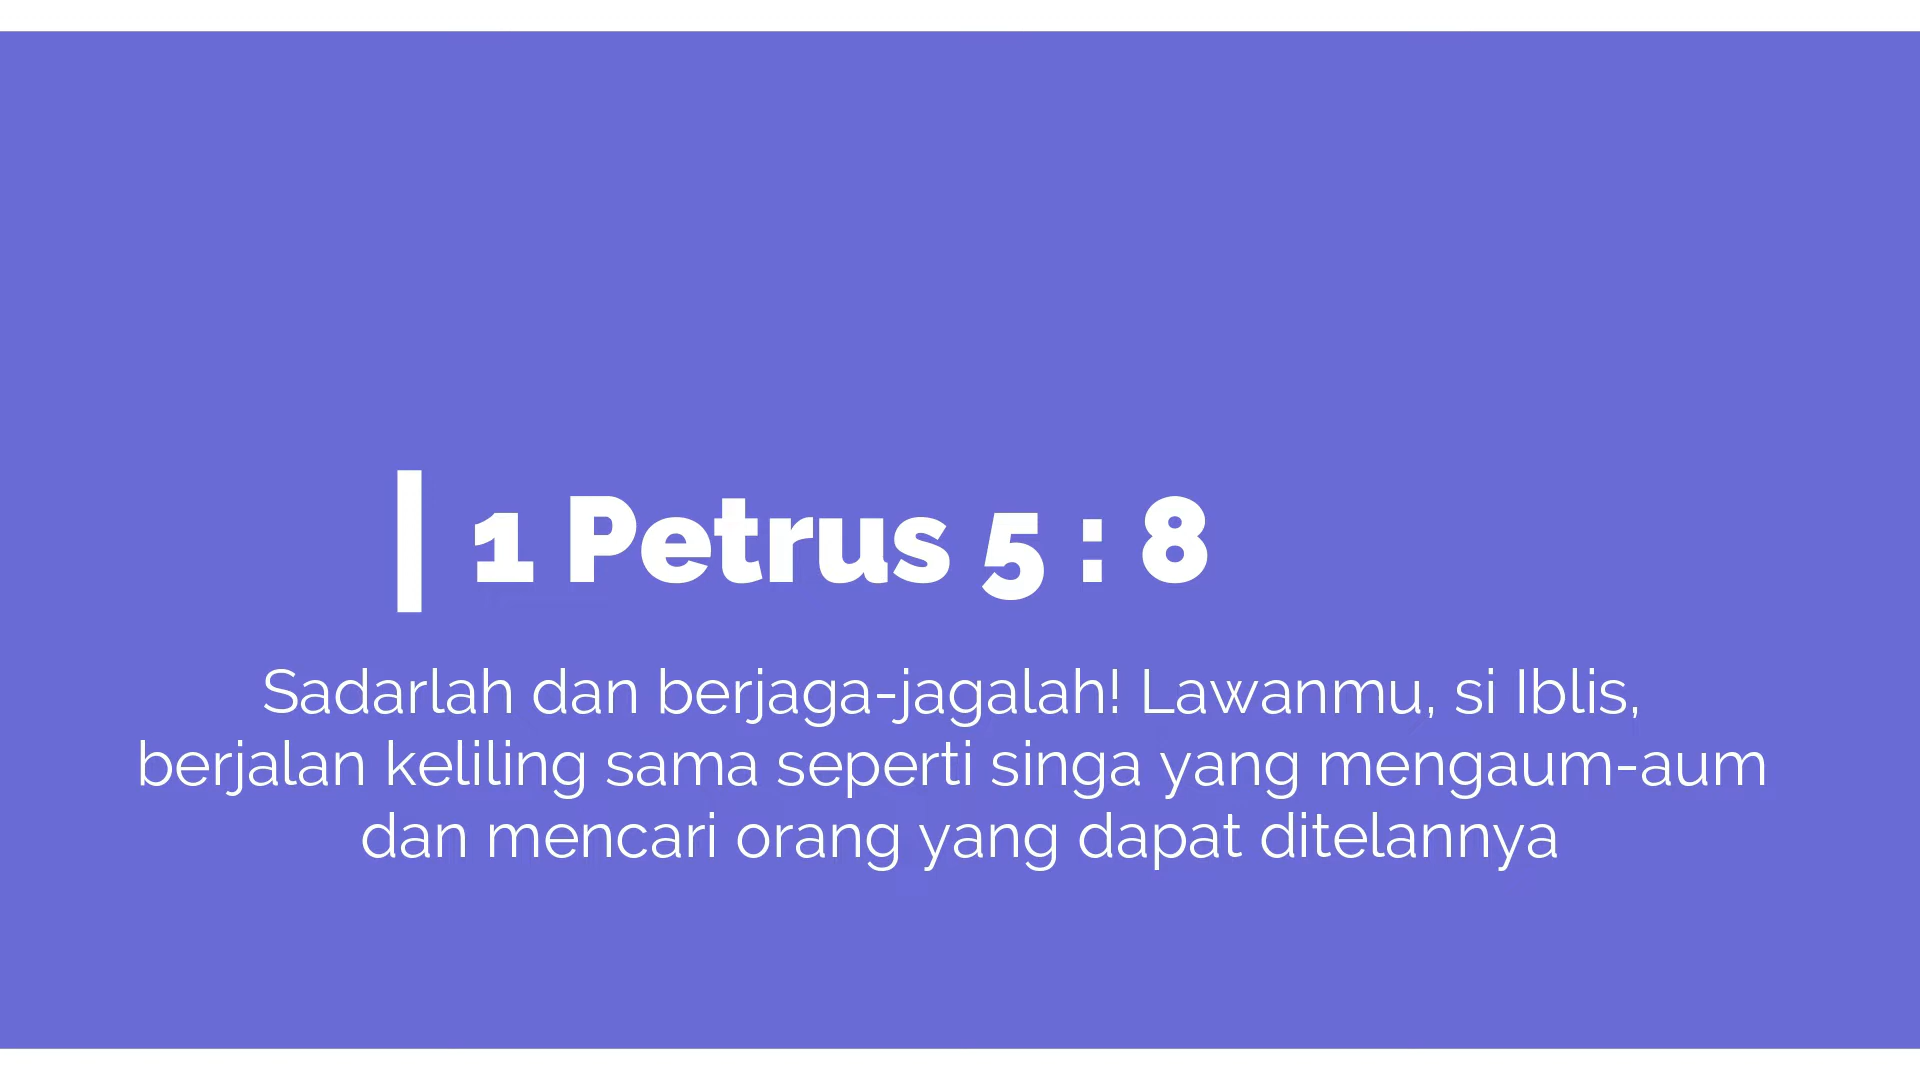 1 Petrus 5 : 8
Sadarlah dan berjaga-jagalah! Lawanmu, si Iblis,
berjalan keliling sama seperti singa yang mengaum-aum
dan mencari orang yang dapat ditelannya